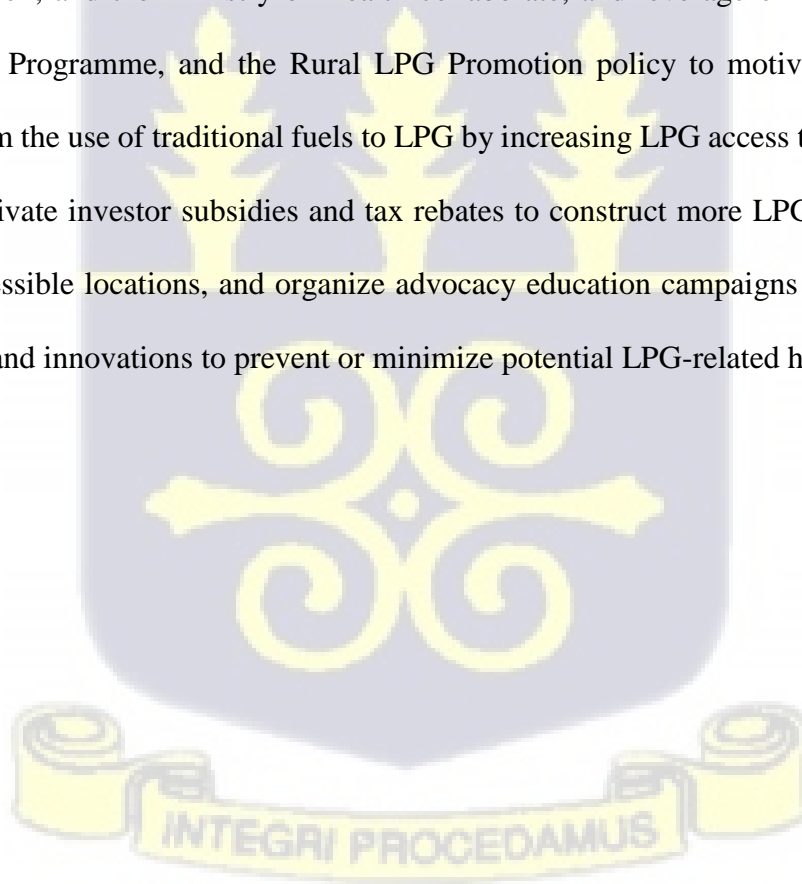 Programme, and the Rural LPG Promotion policy to motiv
the use of traditional fuels to LPG by increasing LPG access
investor subsidies and tax rebates to construct more LPG
locations, and organize advocacy education campaigns
and innovations to prevent or minimize potential LPG-related
INTEGRI PROCEDAMUS